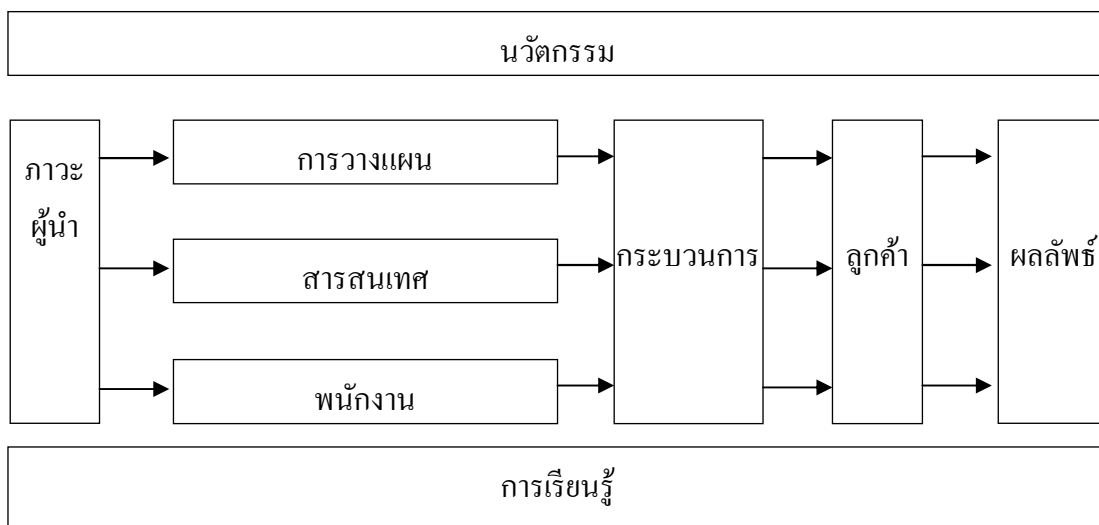 นวัตกรรม
ภาวะ
ผู้นำ
การวางแผน
สารสนเทศ
พนักงาน
กระบวนการ
ลูกค้า
ผลลัพธ์
การเรียนรู้